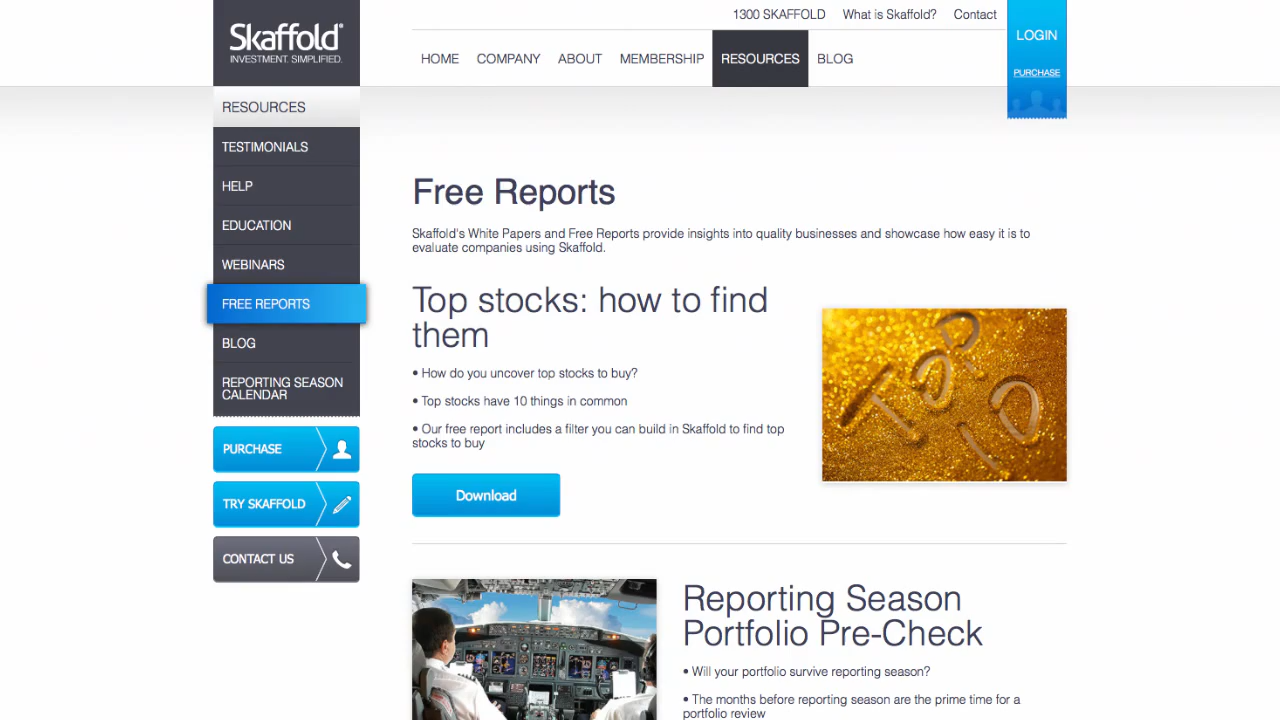 Skaffold®
INVESTMENT. SIMPLIFIED.
1300 SKAFFOLD What is Skaffold? Contact
LOGIN
PURCHASE
HOME COMPANY ABOUT MEMBERSHIP RESOURCES BLOG
RESOURCES
TESTIMONIALS
HELP
EDUCATION
WEBINARS
FREE REPORTS
BLOG
REPORTING SEASON
CALENDAR
PURCHASE
TRY SKAFFOLD
CONTACT US
Free Reports
Skaffold's White Papers and Free Reports provide insights into quality businesses and showcase how easy it is to
evaluate companies using Skaffold.
Top stocks: how to find
them
• How do you uncover top stocks to buy?
• Top stocks have 10 things in common
• Our free report includes a filter you can build in Skaffold to find top
stocks to buy
Download
TOP
10
Reporting Season
Portfolio Pre-Check
• Will your portfolio survive reporting season?
• The months before reporting season are the prime time for a
portfolio review